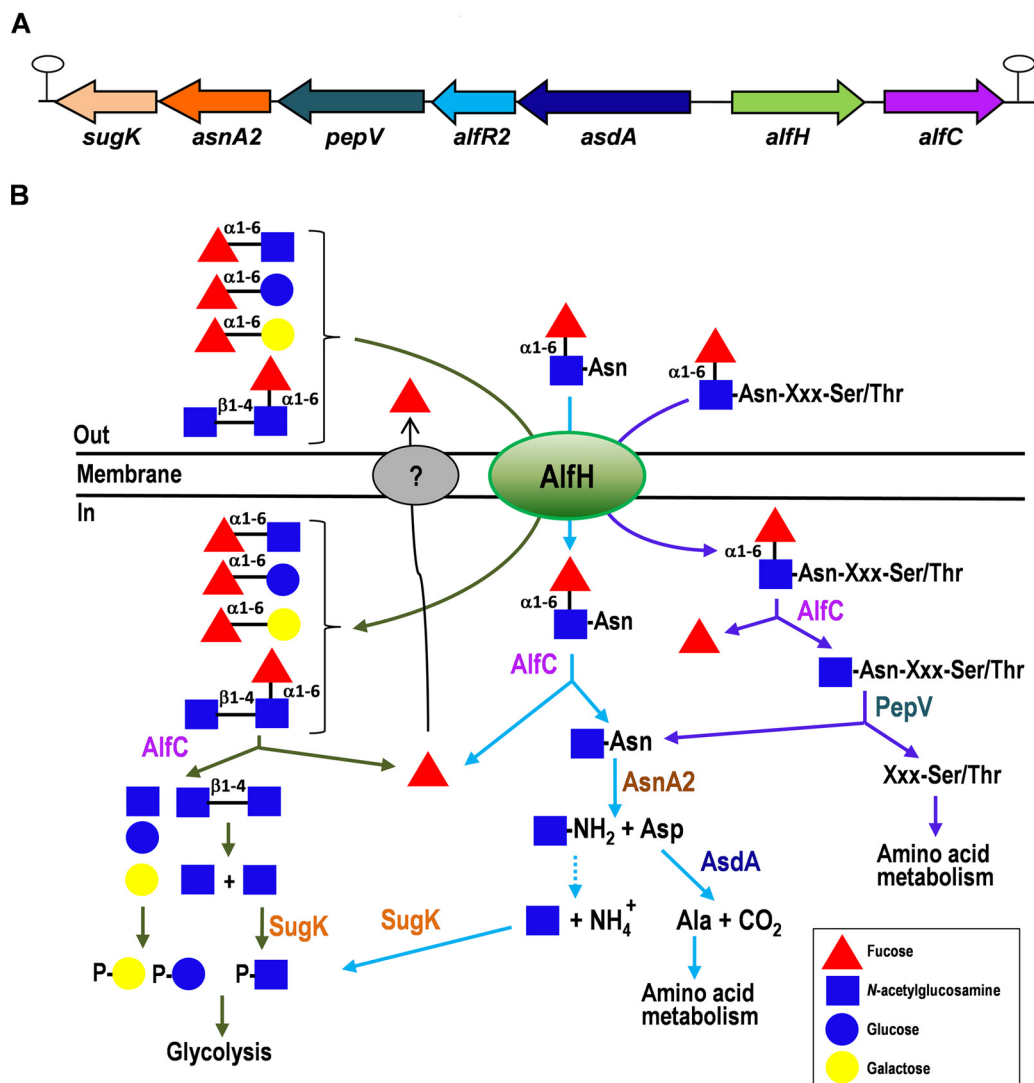 A
sugK asnA2 pepV alfR2 asdA alfH alfC
B
α1-6
α1-6
α1-6
β1-4 α1-6
α1-6
-Asn
α1-6
-Asn-Xxx-Ser/Thr
Out
Membrane
?
AlfH
In
α1-6
α1-6
α1-6
β1-4 α1-6
α1-6
-Asn
α1-6
-Asn-Xxx-Ser/Thr
AlfC
AlfC
-Asn-Xxx-Ser/Thr
PepV
AlfC
-Asn
Xxx-Ser/Thr
β1-4
AsnA2
-NH₂ + Asp
Amino acid
metabolism
AsdA
+
SugK
SugK
+ NH₄⁺
Ala + CO₂
P- P- P-
Amino acid
metabolism
Glycolysis
Fucose
N-acetylglucosamine
Glucose
Galactose